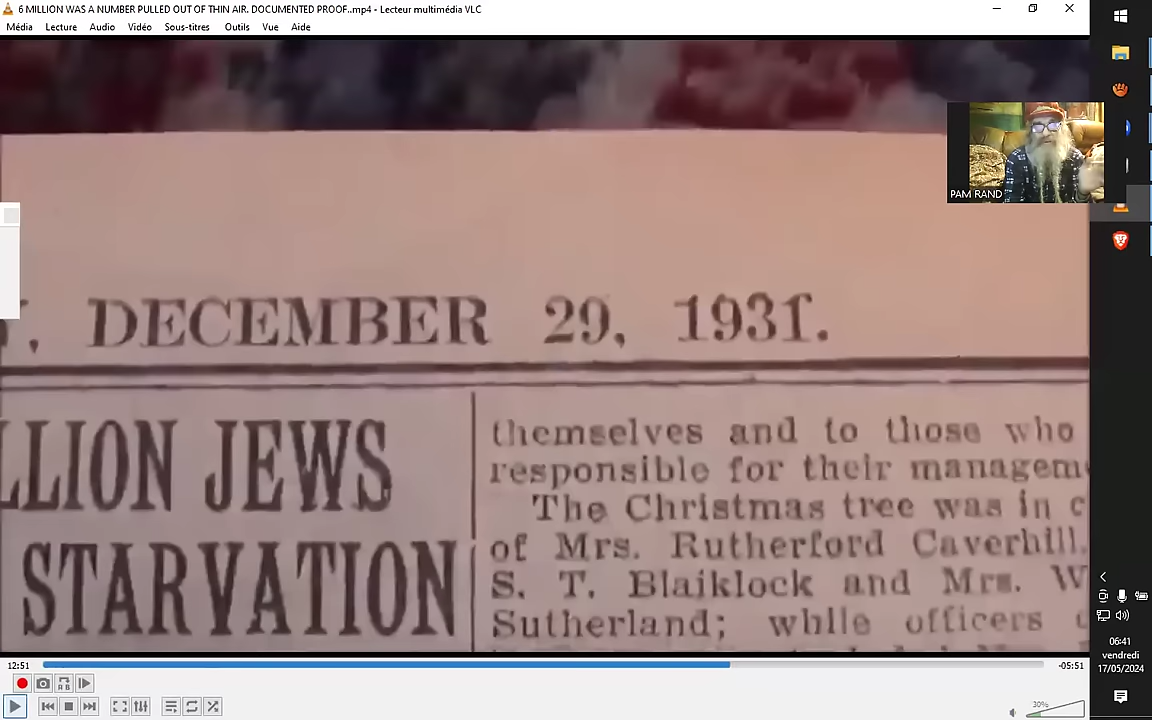 6 MILLION WAS A NUMBER PULLED OUT OF THIN AIR. DOCUMENTED PROOF..mp4 - Lecteur multimédia VLC
Média Lecture Audio Vidéo Sous-titres Outils Vue Aide
PAM RAND
, DECEMBER 29, 1931.
LLION JEWS
STARVATION
themselves and to those who
responsible for their managem
The Christmas tree was in c
of Mrs. Rutherford Caverhill,
S. T. Blaiklock and Mrs. W
Sutherland; while officers
12:51
-05:51
30%
06:41
vendredi
17/05/2024